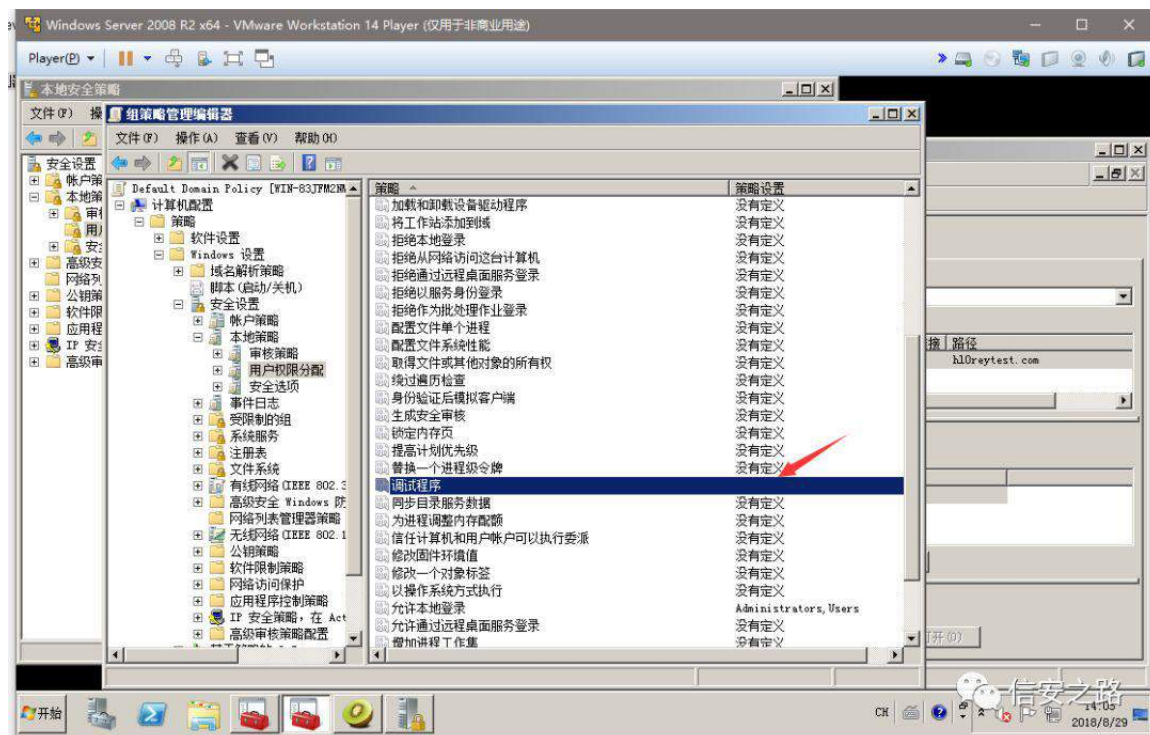 Windows Server 2008 R2 x64 - VMware Workstation 14 Player (仅用于非商业用途)
Player(P)
本地安全策略
文件(F)
组策略管理编辑器
文件(F) 操作(A) 查看(V) 帮助(H)
安全设置
高级安
网络列
公钥策
软件限
应用程
IP 安全
高级审
Default Domain Policy [WIN-83JFM2NM
计算机配置
策略
软件设置
Windows 设置
域名解析策略
脚本(启动/关机)
安全设置
帐户策略
本地策略
审核策略
用户权限分配
安全选项
事件日志
受限制的组
系统服务
注册表
文件系统
有线网络(IEEE 802.3
高级安全 Windows 防
网络列表管理器策略
无线网络(IEEE 802.1
公钥策略
软件限制策略
网络访问保护
应用程序控制策略
IP 安全策略，在 Act
高级审核策略配置
策略 策略设置
加载和卸载设备驱动程序 没有定义
将工作站添加到域 没有定义
拒绝本地登录 没有定义
拒绝从网络访问这台计算机 没有定义
拒绝通过远程桌面服务登录 没有定义
拒绝以服务身份登录 没有定义
拒绝作为批处理作业登录 没有定义
配置文件单个进程 没有定义
配置文件系统性能 没有定义
取得文件或其他对象的所有权 没有定义
绕过遍历检查 没有定义
身份验证后模拟客户端 没有定义
生成安全审核 没有定义
锁定内存页 没有定义
提高计划优先级 没有定义
替换一个进程级令牌 没有定义
调试程序
同步目录服务数据 没有定义
为进程调整内存配额 没有定义
信任计算机和用户帐户可以执行委派 没有定义
修改固件环境值 没有定义
修改一个对象标签 没有定义
以操作系统方式执行 没有定义
允许本地登录 Administrators,Users
允许通过远程桌面服务登录 没有定义
增加进程工作集 没有定义
路径
hl0reytest.com
开(O)
信安之路
开始
CH
14:05
2018/8/29